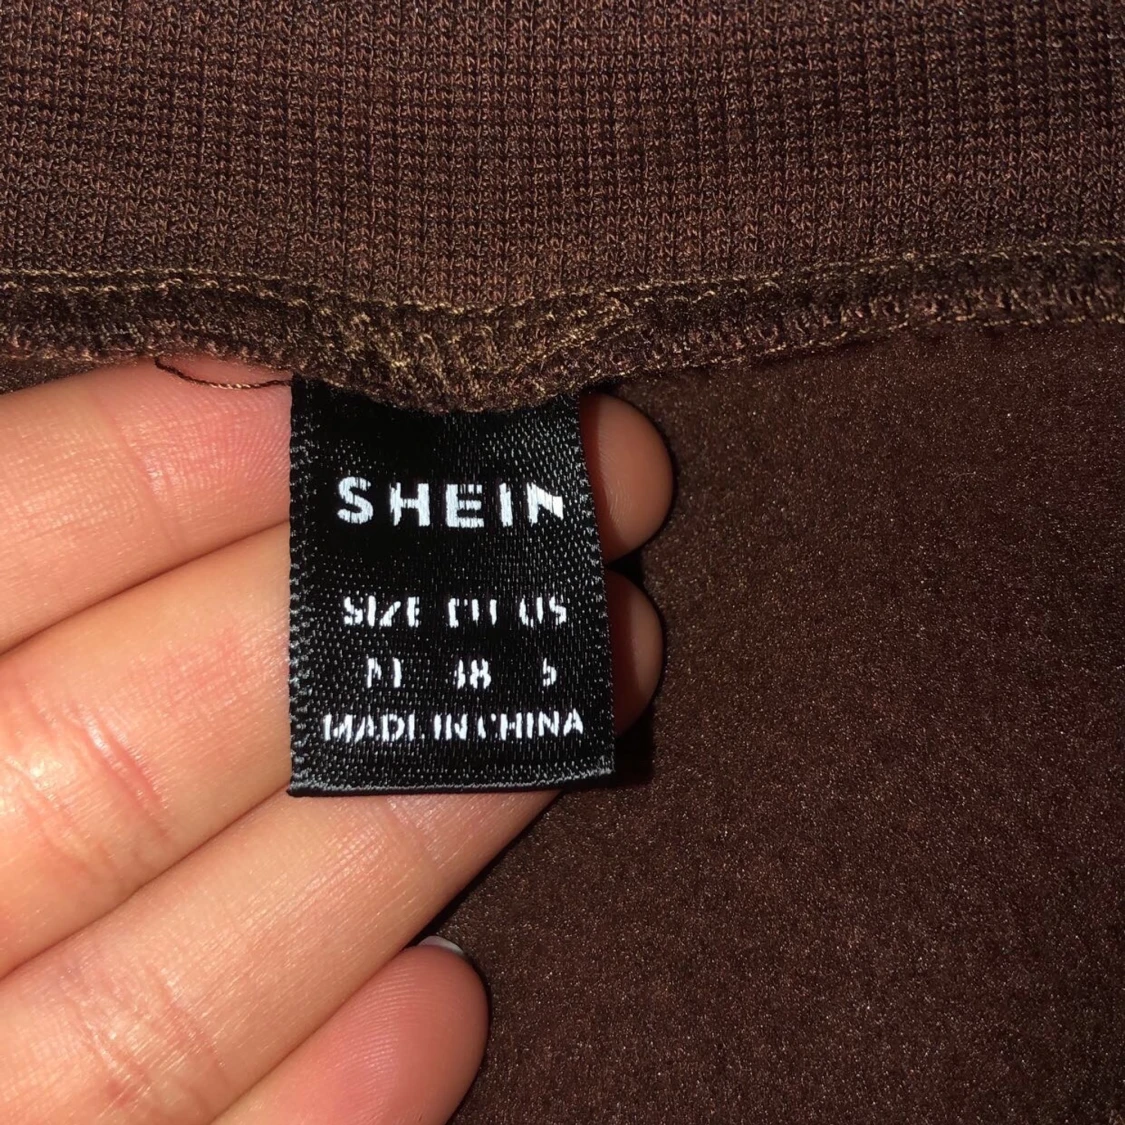 SHEIN
SIZE EU US
M 38 6
MADE IN CHINA